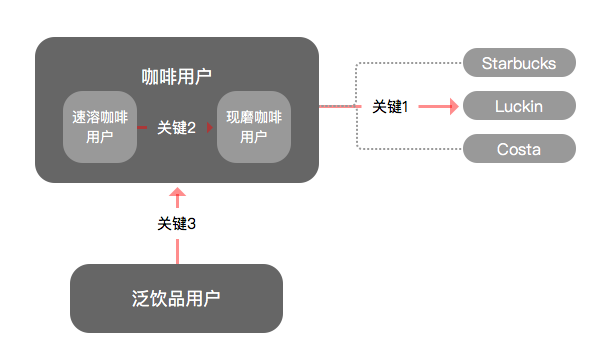 咖啡用户
速溶咖啡
用户
关键2
现磨咖啡
用户
关键1
Starbucks
Luckin
Costa
关键3
泛饮品用户